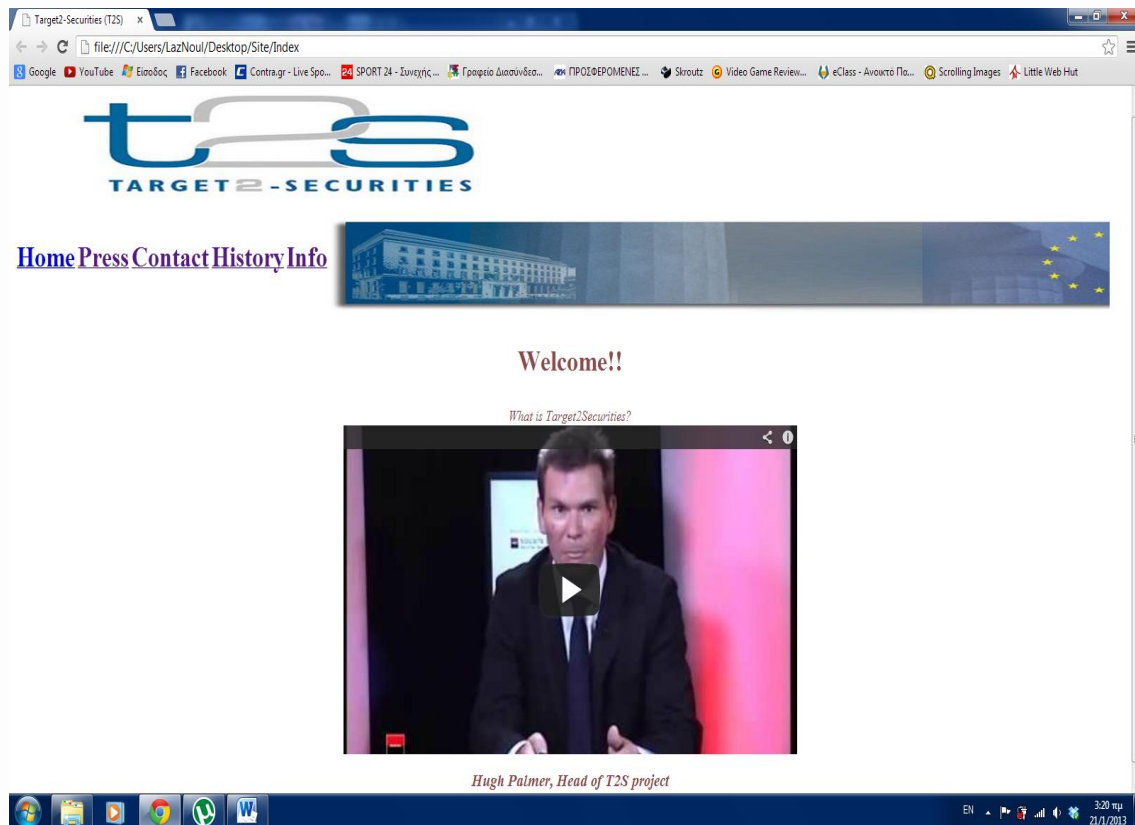 Target2-Securities (T2S)
file:///C:/Users/LazNoul/Desktop/Site/Index
Google YouTube Είσοδος Facebook Contra.gr - Live Spo... SPORT 24 - Συνεχής ... Γραφείο Διασύνδεσ... ΠΡΟΣΦΕΡΟΜΕΝΕΣ ... Skroutz Video Game Review... eClass - Ανοικτό Πα... Scrolling Images Little Web Hut
t2s
TARGET2-SECURITIES
Home Press Contact History Info
Welcome!!
What is Target2Securities?
Hugh Palmer, Head of T2S project
EN
3:20 πμ
21/1/2013